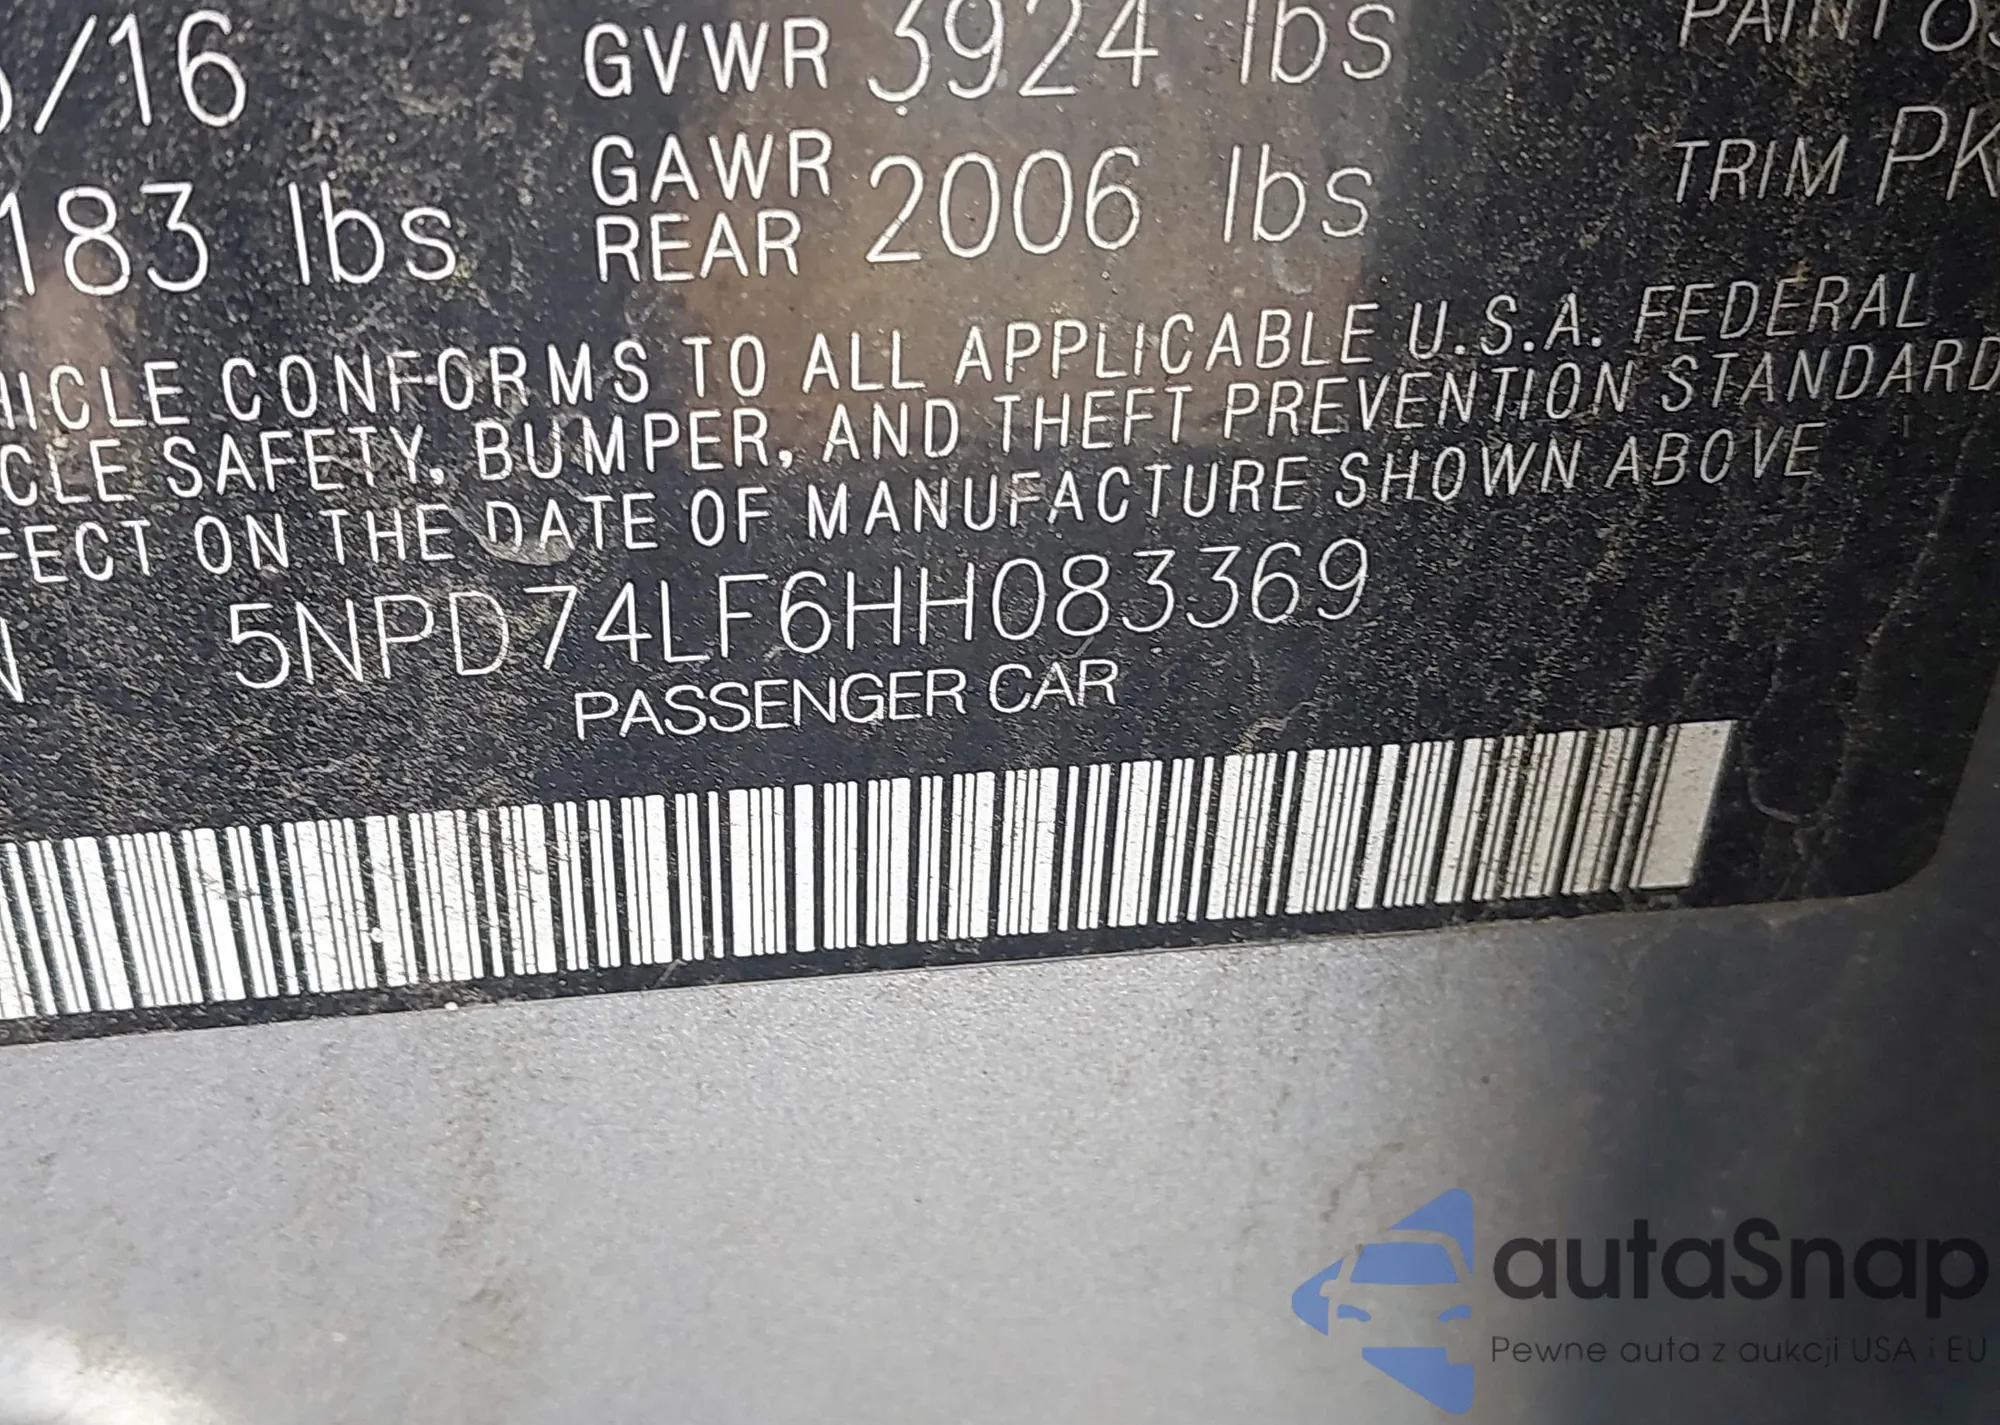 /16 GVWR 3924 lbs PAINT
183 lbs GAWR REAR 2006 lbs TRIM PK
HICLE CONFORMS TO ALL APPLICABLE U.S.A. FEDERAL
CLE SAFETY, BUMPER, AND THEFT PREVENTION STANDARD
FECT ON THE DATE OF MANUFACTURE SHOWN ABOVE
N 5NPD74LF6HH083369
PASSENGER CAR
autaSnap
Pewne auta z aukcji USA i EU